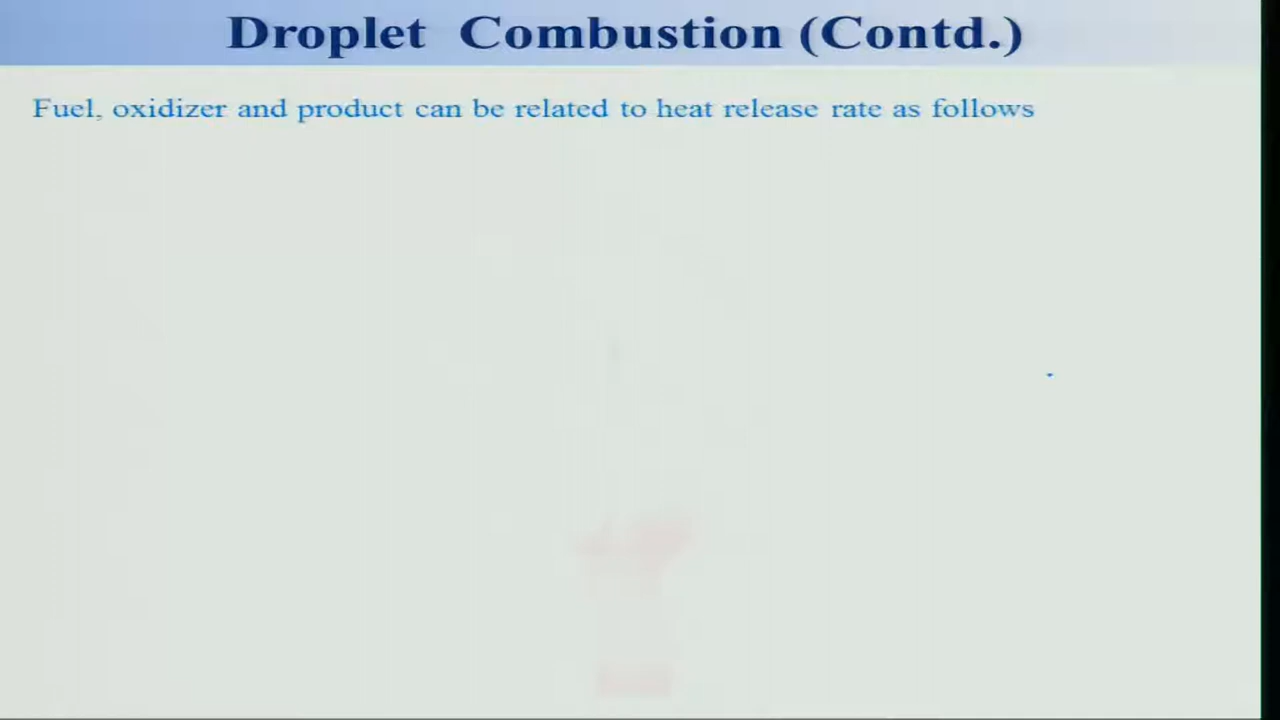 Droplet Combustion (Contd.)
Fuel, oxidizer and product can be related to heat release rate as follows